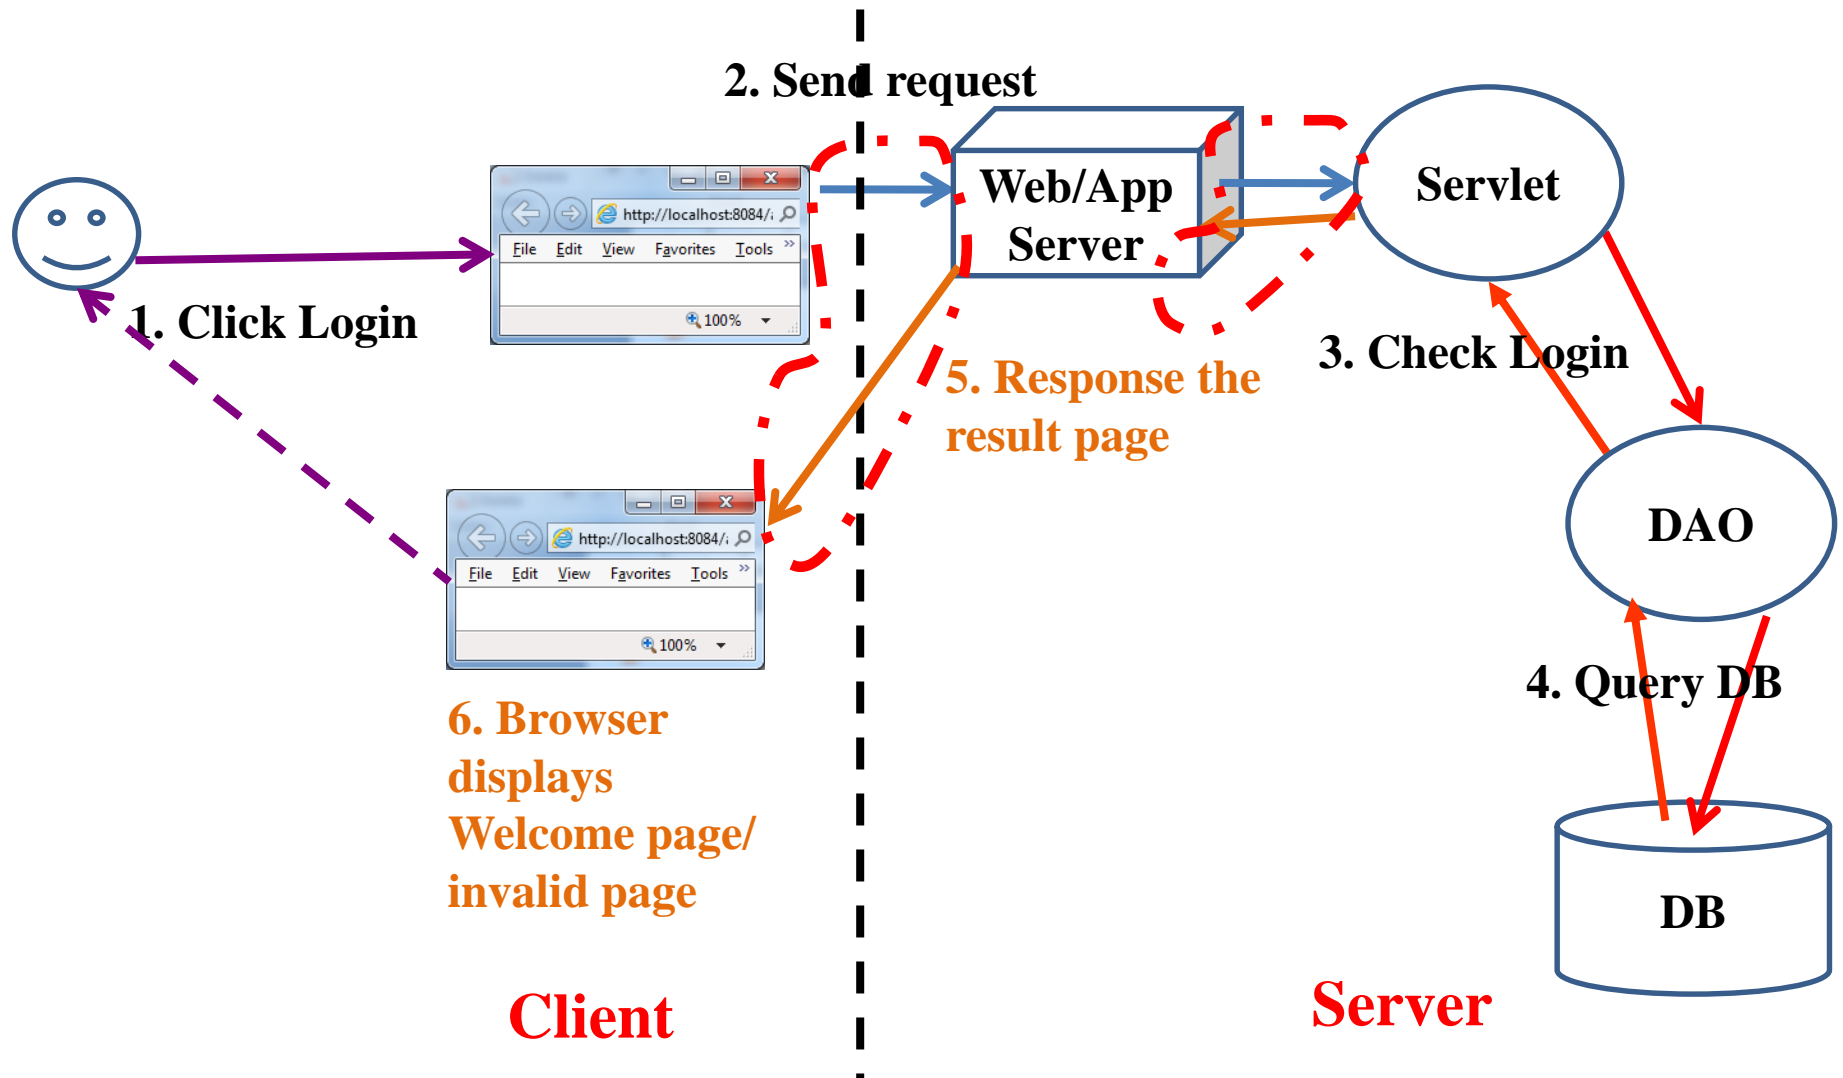 2. Send request
Web/App
Server
Servlet
http://localhost:8084/
File Edit View Favorites Tools »
100%
1. Click Login
3. Check Login
5. Response the
result page
DAO
http://localhost:8084/
File Edit View Favorites Tools »
100%
4. Query DB
6. Browser
displays
Welcome page/
invalid page
DB
Client
Server